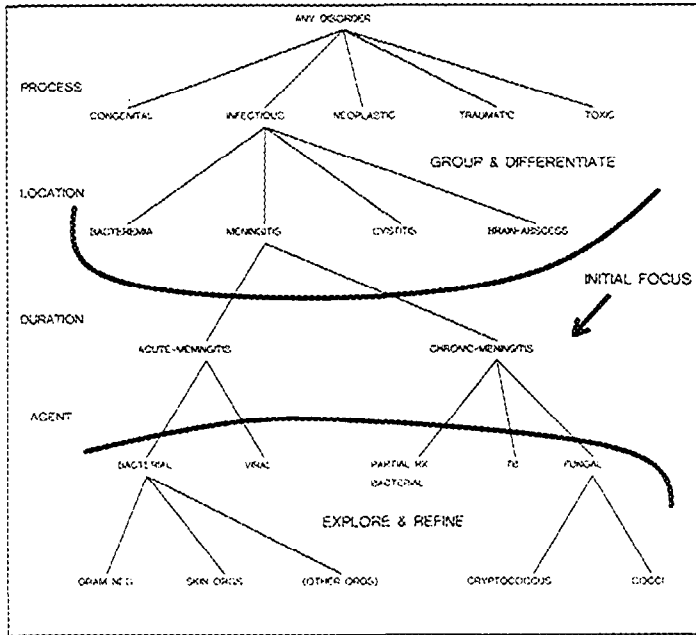 ANY DISORDER
PROCESS
CONGENITAL INFECTIOUS NEOPLASTIC TRAUMATIC TOXIC
GROUP & DIFFERENTIATE
LOCATION
BACTEREMIA MENINGITIS CYSTITIS BRAIN-ABSCESS
INITIAL FOCUS
DURATION
ACUTE-MENINGITIS CHRONIC-MENINGITIS
AGENT
BACTERIAL VIRAL PARTIAL RX TB FUNGAL
BACTERIAL
EXPLORE & REFINE
GRAM NEG SKIN ORGS (OTHER ORGS) CRYPTOCOCCUS COCCI